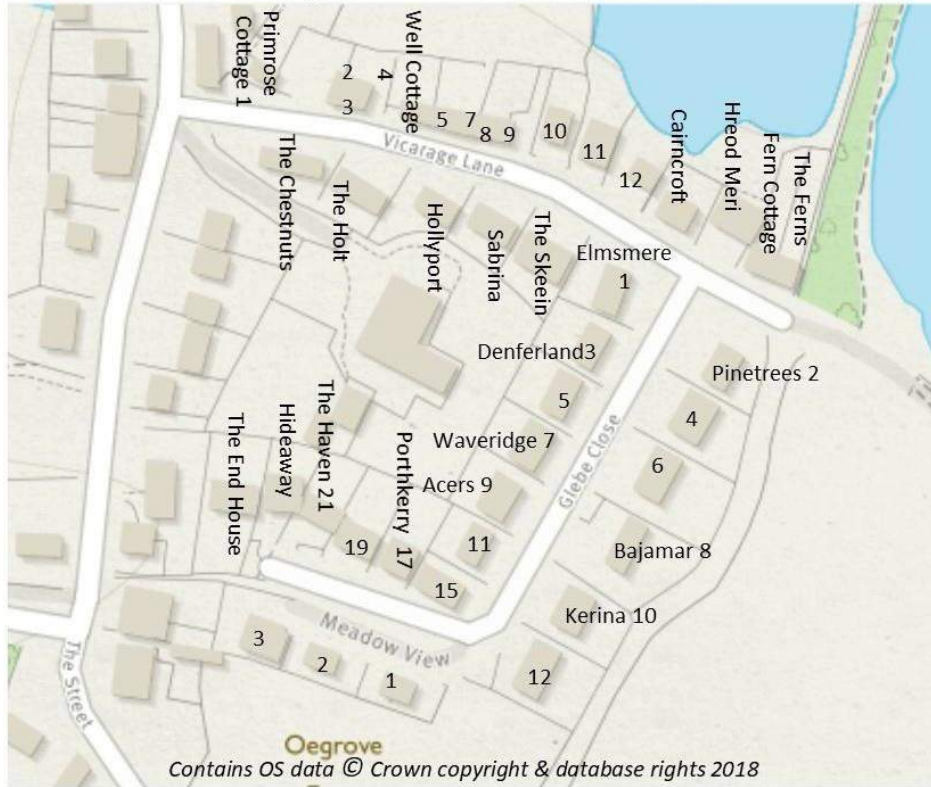 Primrose
Cottage 1
2
3
4
Well Cottage
5
7
8
9
10
11
12
Cairncroft
Hreod Meri
Fern Cottage
The Ferns
Vicarage Lane
The Chestnuts
The Holt
Hollyport
Sabrina
The Skeein
Elmsmere
1
Denferland3
5
Waveridge 7
Acers 9
11
Pinetrees 2
4
6
Bajamar 8
Kerina 10
12
Glebe Close
The End House
Hideaway
The Haven 21
19
Porthkerry 17
15
Meadow View
3
2
1
The Street
Oegrove
Contains OS data © Crown copyright & database rights 2018